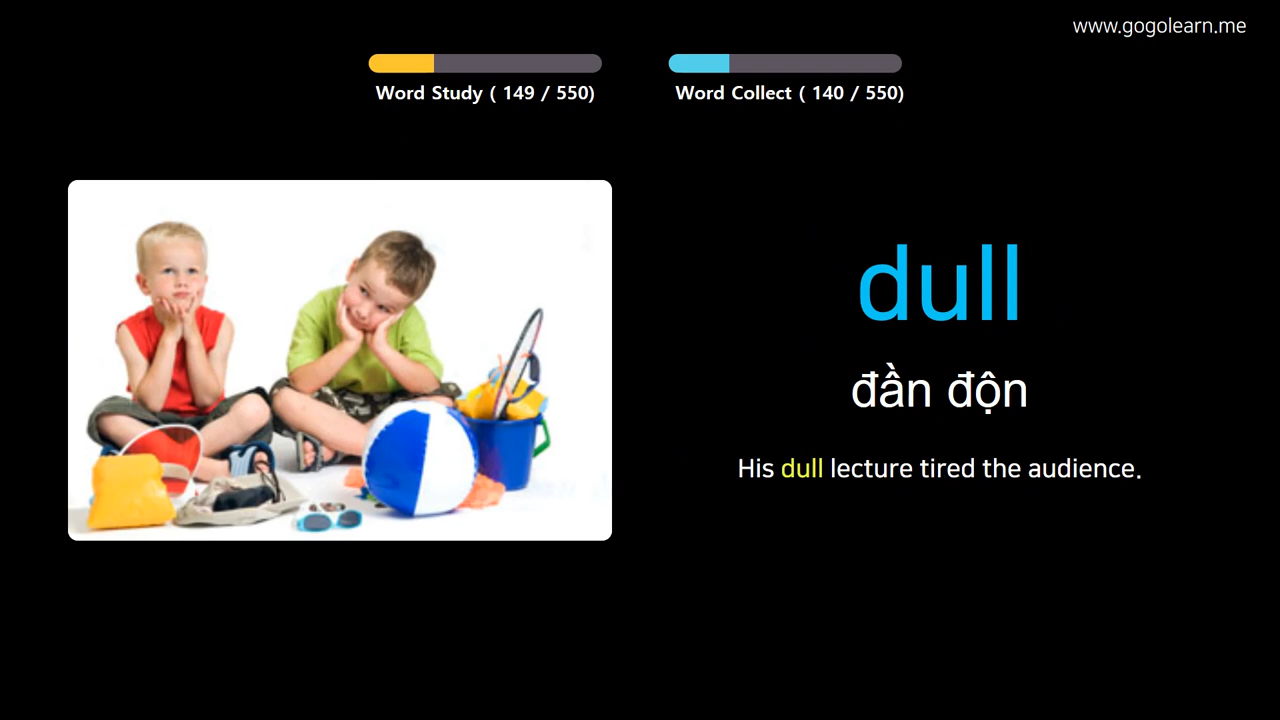 www.gogolearn.me
Word Study ( 149 / 550)
Word Collect ( 140 / 550)
dull
đần độn
His dull lecture tired the audience.